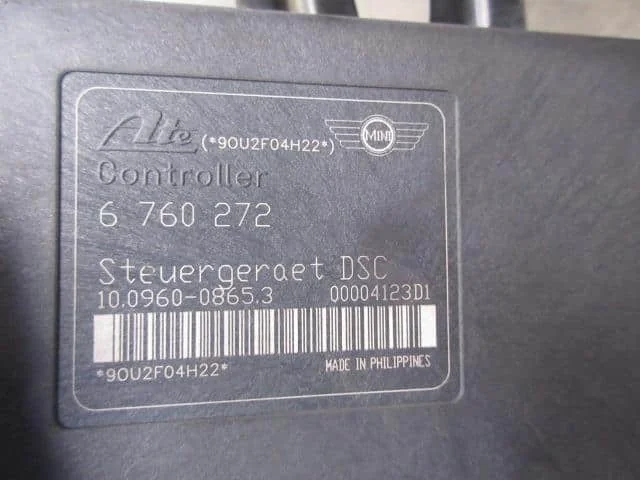 Ate (*9OU2F04H22*) MINI
Controller
6 760 272
Steuergeraet DSC
10.0960-0865.3 00004123D1
*9OU2F04H22*
MADE IN PHILIPPINES